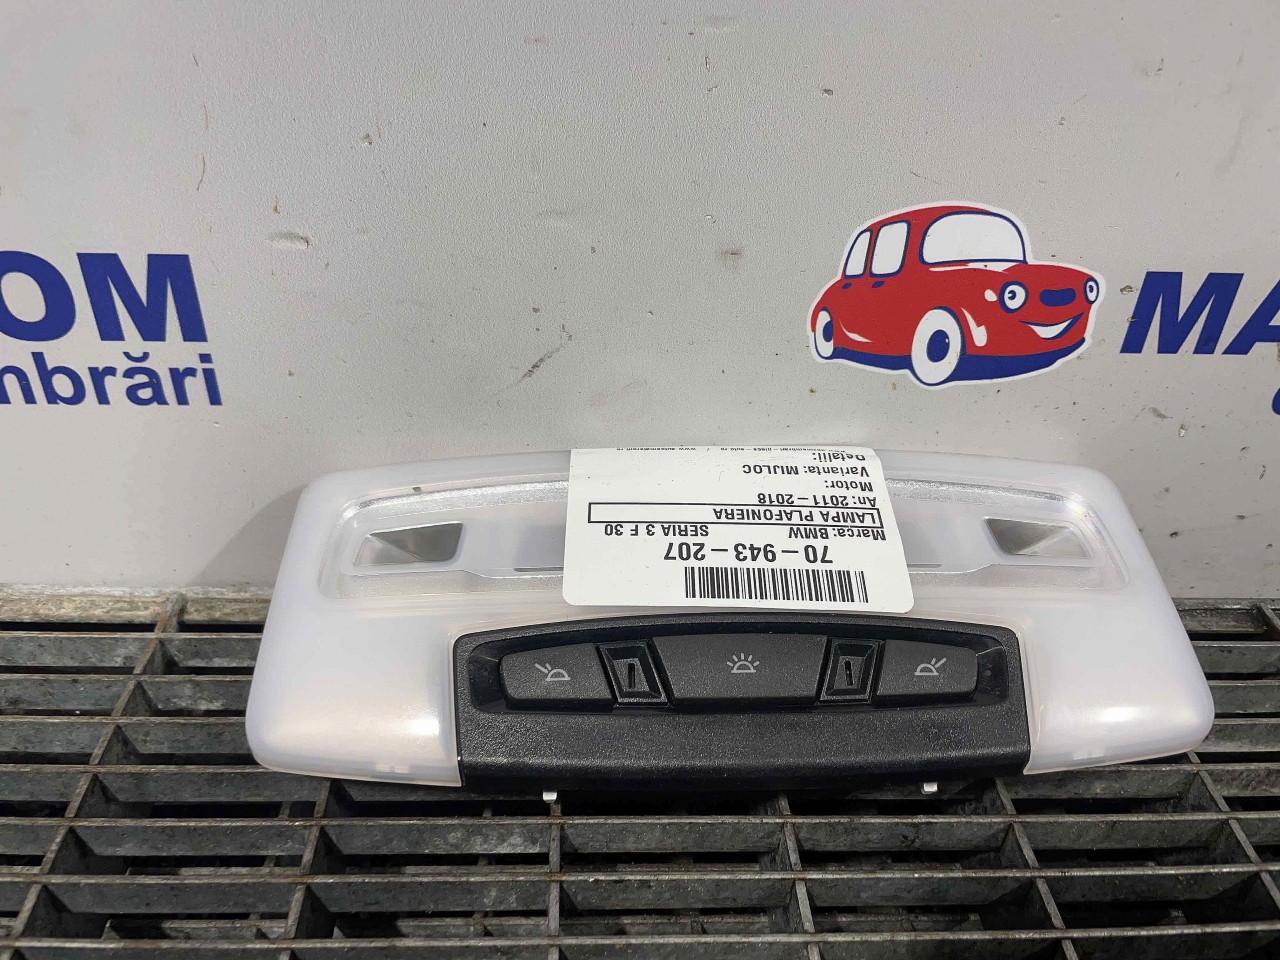 OM
mbrări
MA
70-943-207
Marca: BMW SERIA 3 F 30
LAMPA PLAFONIERA
An: 2011-2018
Motor:
Varianta: MIJLOC
Detalii: